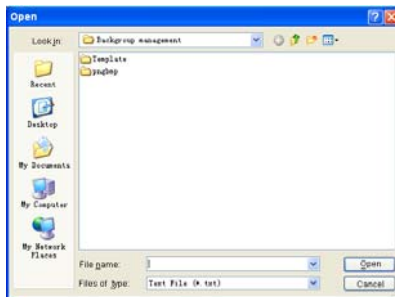 Open
Look in:
Backgroup management
Template
pngbmp
Recent
Desktop
My Documents
My Computer
My Network
Places
File name:
Open
Files of type:
Text File (*.txt)
Cancel